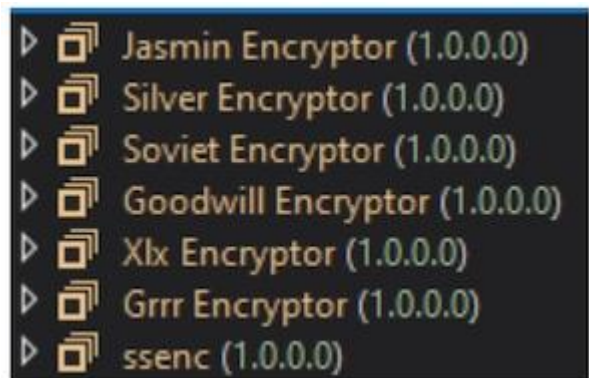 Jasmin Encryptor (1.0.0.0)
Silver Encryptor (1.0.0.0)
Soviet Encryptor (1.0.0.0)
Goodwill Encryptor (1.0.0.0)
Xlx Encryptor (1.0.0.0)
Grrr Encryptor (1.0.0.0)
ssenc (1.0.0.0)